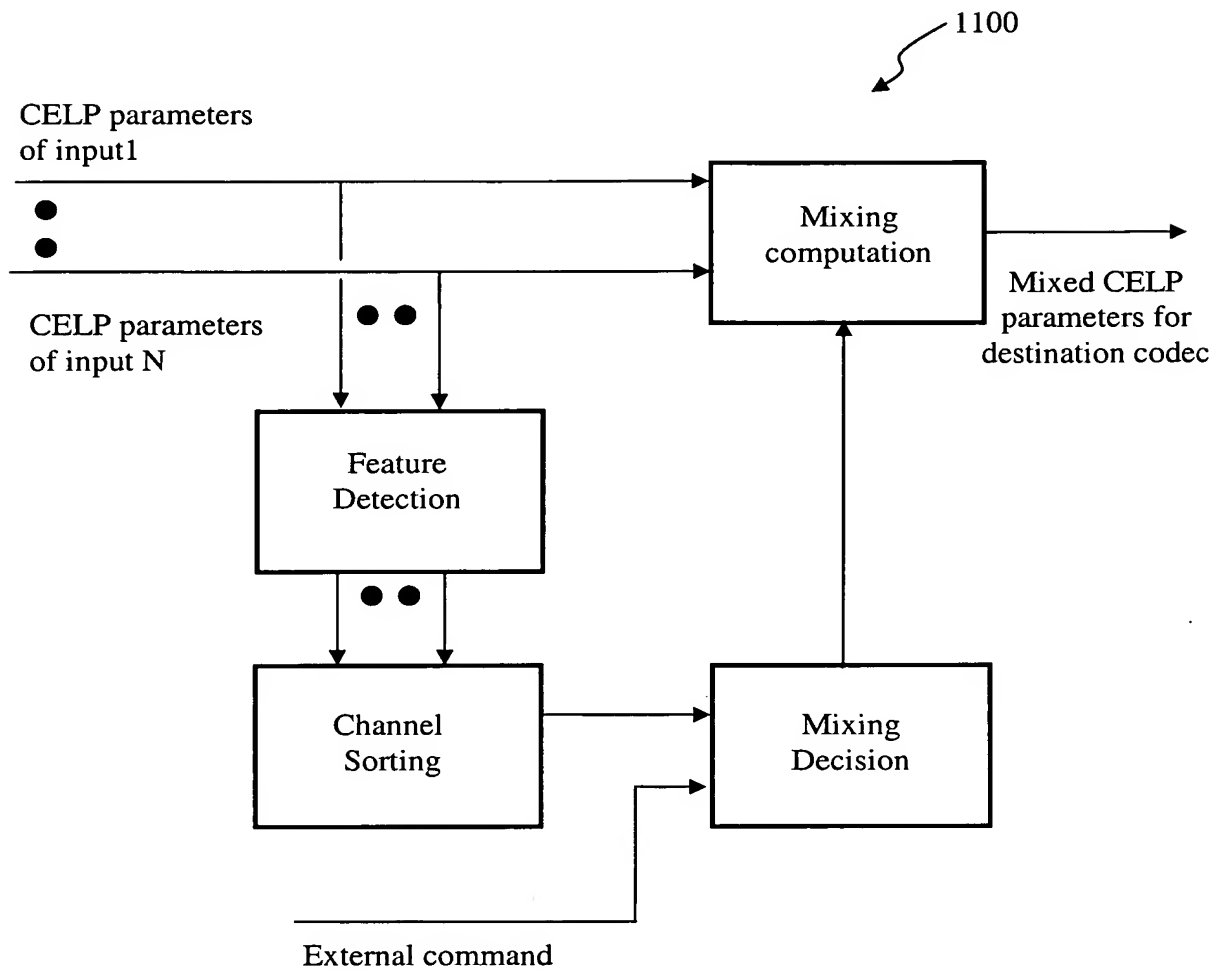 1100
CELP parameters
of input1
Mixing
computation
Mixed CELP
parameters for
destination codec
CELP parameters
of input N
Feature
Detection
Channel
Sorting
Mixing
Decision
External command